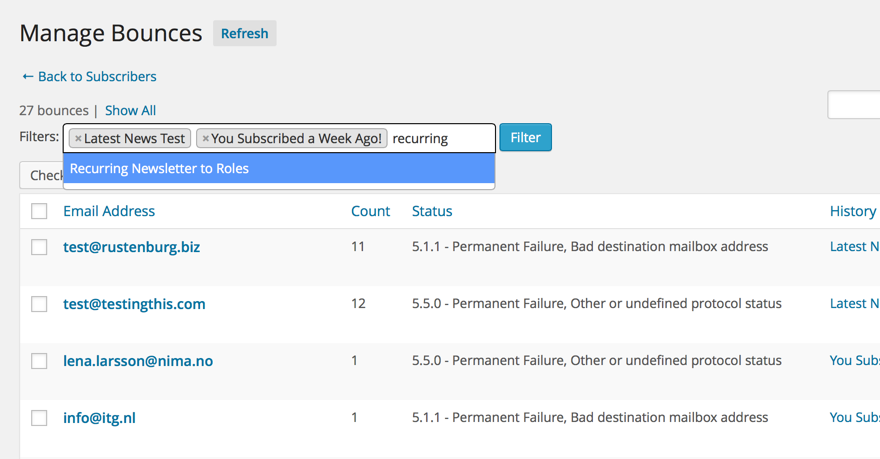 Manage Bounces Refresh
← Back to Subscribers
27 bounces | Show All
Filters: × Latest News Test × You Subscribed a Week Ago! recurring Filter
Recurring Newsletter to Roles
Email Address Count Status History
test@rustenburg.biz 11 5.1.1 - Permanent Failure, Bad destination mailbox address Latest N
test@testingthis.com 12 5.5.0 - Permanent Failure, Other or undefined protocol status Latest N
lena.larsson@nima.no 1 5.5.0 - Permanent Failure, Other or undefined protocol status You Subs
info@itg.nl 1 5.1.1 - Permanent Failure, Bad destination mailbox address You Subs